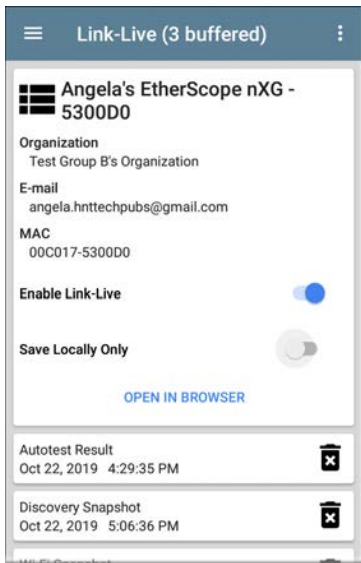 Link-Live (3 buffered)
Angela's EtherScope nXG -
5300D0
Organization
Test Group B's Organization
E-mail
angela.hnttechpubs@gmail.com
MAC
00C017-5300D0
Enable Link-Live
Save Locally Only
OPEN IN BROWSER
Autotest Result
Oct 22, 2019 4:29:35 PM
Discovery Snapshot
Oct 22, 2019 5:06:36 PM